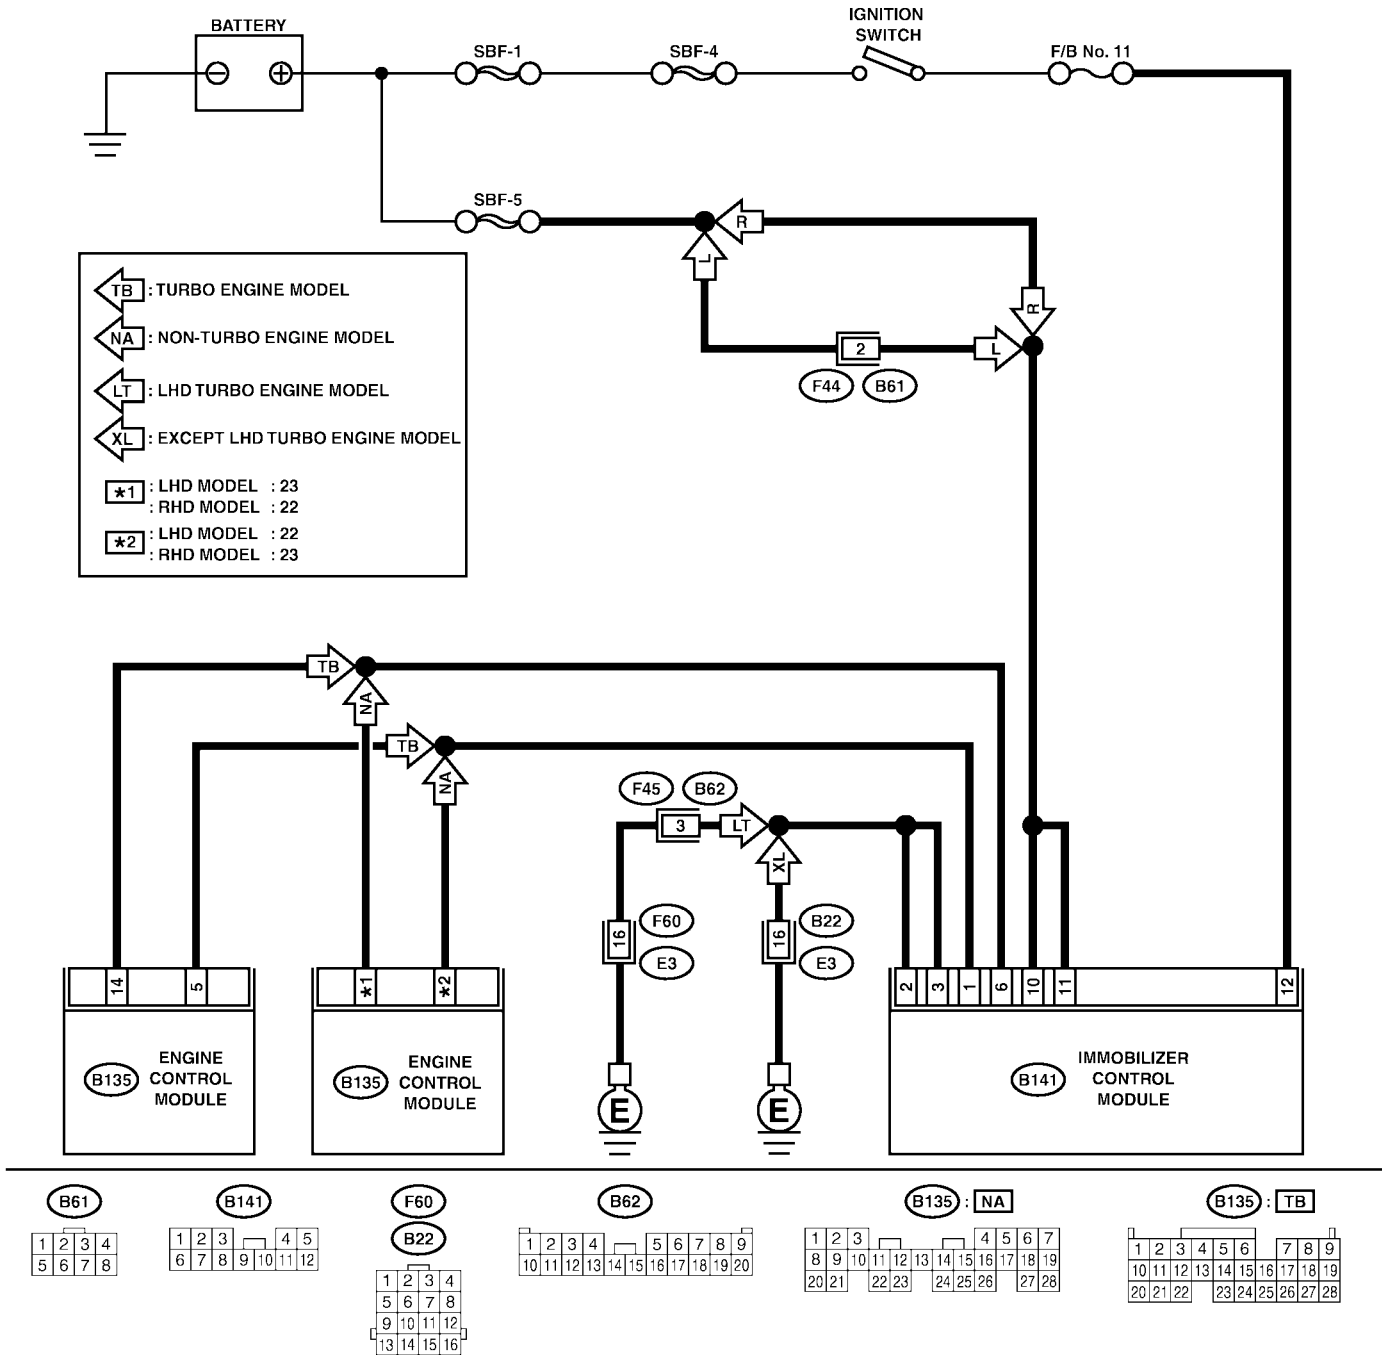 BATTERY
IGNITION
SWITCH
SBF-1
SBF-4
F/B No. 11
SBF-5
R
L
R
2
L
F44
B61
TB : TURBO ENGINE MODEL
NA : NON-TURBO ENGINE MODEL
LT : LHD TURBO ENGINE MODEL
XL : EXCEPT LHD TURBO ENGINE MODEL
*1 : LHD MODEL : 23
: RHD MODEL : 22
*2 : LHD MODEL : 22
: RHD MODEL : 23
TB
NA
TB
NA
F45
B62
3
LT
XL
16
F60
E3
16
B22
E3
14
5
*1
*2
2
3
1
6
10
11
12
B135
ENGINE
CONTROL
MODULE
B135
ENGINE
CONTROL
MODULE
E
E
B141
IMMOBILIZER
CONTROL
MODULE
B61
1 2 3 4
5 6 7 8
B141
1 2 3 4 5
6 7 8 9 10 11 12
F60
B22
1 2 3 4
5 6 7 8
9 10 11 12
13 14 15 16
B62
1 2 3 4 5 6 7 8 9
10 11 12 13 14 15 16 17 18 19 20
B135 : NA
1 2 3 4 5 6 7
8 9 10 11 12 13 14 15 16 17 18 19
20 21 22 23 24 25 26 27 28
B135 : TB
1 2 3 4 5 6 7 8 9
10 11 12 13 14 15 16 17 18 19
20 21 22 23 24 25 26 27 28